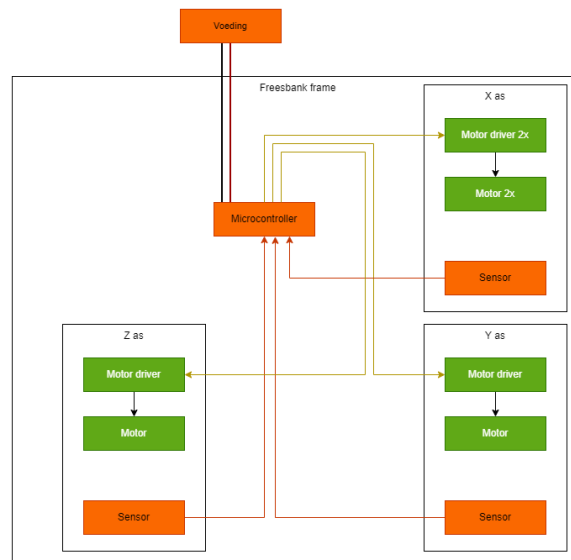 Voeding
Freesbank frame
X as
Motor driver 2x
Motor 2x
Microcontroller
Sensor
Z as
Motor driver
Motor
Sensor
Y as
Motor driver
Motor
Sensor